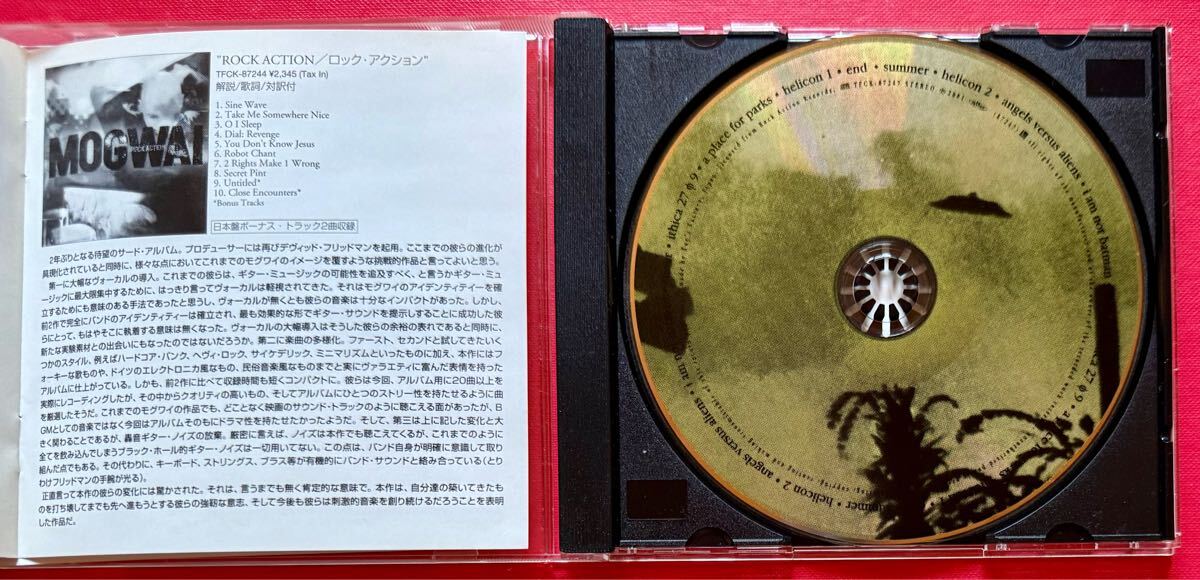 "ROCK ACTION／ロック・アクション"
TFCK-87244 ¥2,345 (Tax in)
解説/歌詞/対訳付
1. Sine Wave
2. Take Me Somewhere Nice
3. O I Sleep
4. Dial: Revenge
5. You Don't Know Jesus
6. Robot Chant
7. 2 Rights Make 1 Wrong
8. Secret Pint
9. Untitled*
10. Close Encounters*
*Bonus Tracks
MOGWAI
ROCK ACTION
日本盤ボーナス・トラック2曲収録
2年ぶりとなる待望のサード・アルバム。プロデューサーには再びデヴィッド・フリッドマンを起用。ここまでの彼らの進化が
具現化されていると同時に、様々な点においてこれまでのモグワイのイメージを覆すような挑戦的作品と言ってよいと思う。
第一に大幅なヴォーカルの導入。これまでの彼らは、ギター・ミュージックの可能性を追及すべく、と言うかギター・ミュ
ージックに最大限集中するために、はっきり言ってヴォーカルは軽視されてきた。それはモグワイのアイデンティティーを確
立するためにも意味のある手法であったと思うし、ヴォーカルが無くとも彼らの音楽は十分なインパクトがあった。しかし、
前2作で完全にバンドのアイデンティティーは確立され、最も効果的な形でギター・サウンドを提示することに成功した彼
らにとって、もはやそこに執着する意味は無くなった。ヴォーカルの大幅導入はそうした彼らの余裕の表れであると同時に、
新たな実験素材との出会いにもなったのではないだろうか。第二に楽曲の多様化。ファースト、セカンドと試してきたいく
つかのスタイル、例えばハードコア・パンク、ヘヴィ・ロック、サイケデリック、ミニマリズムといったものに加え、本作にはフ
ォーキーな歌ものや、ドイツのエレクトロニカ風なもの、民俗音楽風なものまでと実にヴァラエティに富んだ表情を持った
アルバムに仕上がっている。しかも、前2作に比べて収録時間も短くコンパクトに。彼らは今回、アルバム用に20曲以上を
実際にレコーディングしたが、その中からクオリティの高いもの、そしてアルバムにひとつのストーリー性を持たせるように曲
を厳選したそうだ。これまでのモグワイの作品でも、どことなく映画のサウンド・トラックのように聴こえる面があったが、B
GMとしての音楽ではなく今回はアルバムそのものにドラマ性を持たせたかったようだ。そして、第三は上に記した変化と大
きく関わることであるが、轟音ギター・ノイズの放棄。厳密に言えば、ノイズは本作でも聴こえてくるが、これまでのように
全てを飲み込んでしまうブラック・ホール的ギター・ノイズは一切用いてない。この点は、バンド自身が明確に意識して取り
組んだ点でもある。その代わりに、キーボード、ストリングス、ブラス等が有機的にバンド・サウンドと絡み合っている(とり
わけフリッドマンの手腕が光る)。
正直言って本作の彼らの変化には驚かされた。それは、言うまでも無く肯定的な意味で。本作は、自分達の築いてきたも
のを打ち壊してまでも先へ進もうとする彼らの強靭な意志、そして今後も彼らは刺激的音楽を創り続けるだろうことを表明
した作品だ。
ithica 27 ϕ 9 • a place for parks • helicon 1 • end • summer • helicon 2 • angels versus aliens • i am not batman
TFCK-87245 STEREO
summer • helicon 2 • angels versus aliens • i am
27 ϕ 9 • a